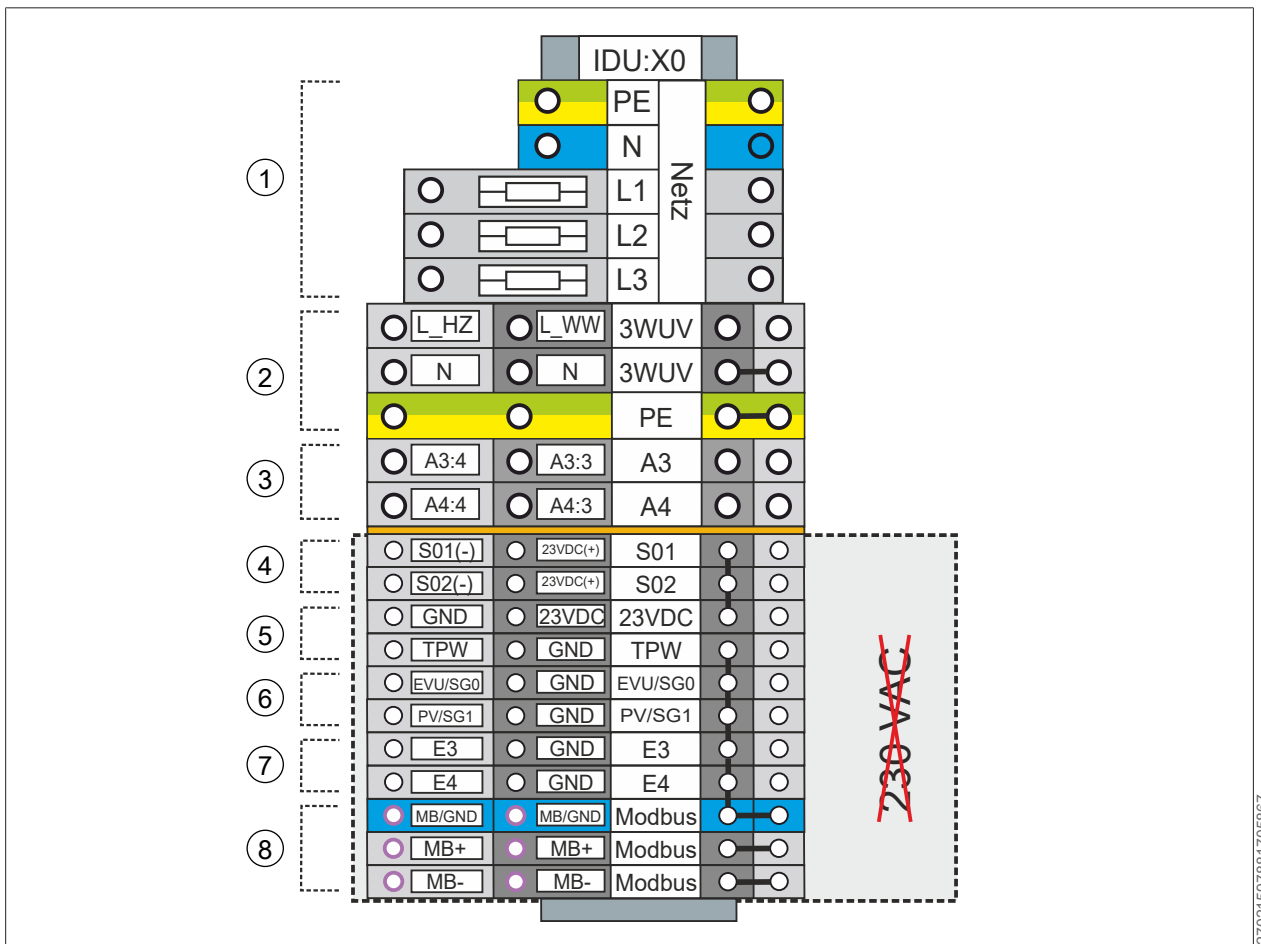 IDU:X0
PE
N
Netz
L1
L2
L3
1
L_HZ L_WW 3WUV
N N 3WUV
PE
2
A3:4 A3:3 A3
A4:4 A4:3 A4
3
S01(-) 23VDC(+) S01
S02(-) 23VDC(+) S02
4
GND 23VDC 23VDC
TPW GND TPW
5
EVU/SG0 GND EVU/SG0
PV/SG1 GND PV/SG1
6
E3 GND E3
E4 GND E4
7
MB/GND MB/GND Modbus
MB+ MB+ Modbus
MB- MB- Modbus
8
230 VAC